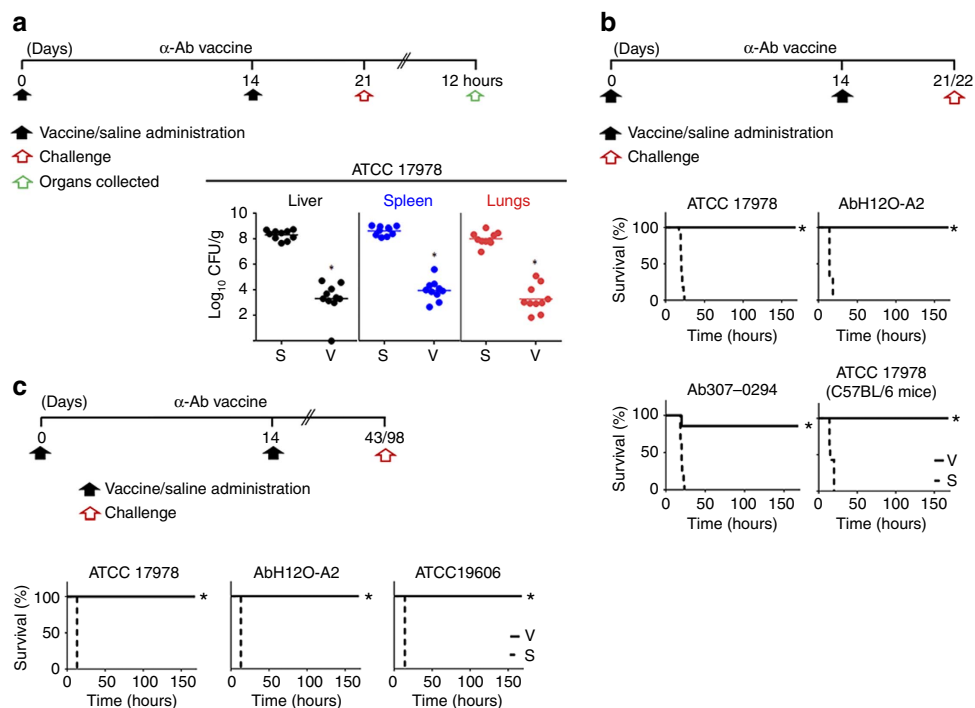 a
(Days) α-Ab vaccine
0 14 21 12 hours
Vaccine/saline administration
Challenge
Organs collected
ATCC 17978
Liver Spleen Lungs
Log10 CFU/g
10
8
6
4
2
* * *
S V S V S V
b
(Days) α-Ab vaccine
0 14 21/22
Vaccine/saline administration
Challenge
ATCC 17978 AbH12O-A2
Survival (%)
100
50
0
* *
0 50 100 150 0 50 100 150
Time (hours) Time (hours)
Ab307–0294 ATCC 17978
(C57BL/6 mice)
Survival (%)
100
50
0
* *
V
S
0 50 100 150 0 50 100 150
Time (hours) Time (hours)
c
(Days) α-Ab vaccine
0 14 43/98
Vaccine/saline administration
Challenge
ATCC 17978 AbH12O-A2 ATCC19606
Survival (%)
100
50
0
* * *
V
S
0 50 100 150 0 50 100 150 0 50 100 150
Time (hours) Time (hours) Time (hours)